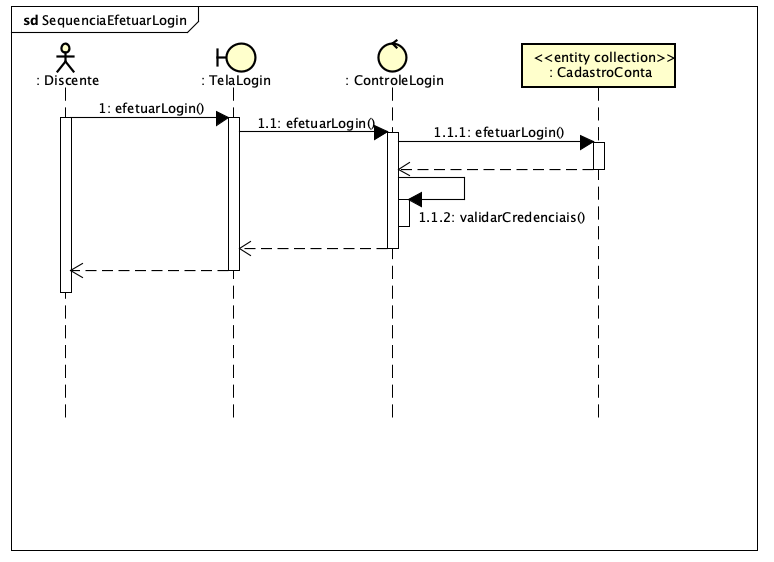 sd SequenciaEfetuarLogin
<<entity collection>>
: Discente
: TelaLogin
: ControleLogin
: CadastroConta
1: efetuarLogin()
1.1: efetuarLogin()
1.1.1: efetuarLogin()
1.1.2: validarCredenciais()